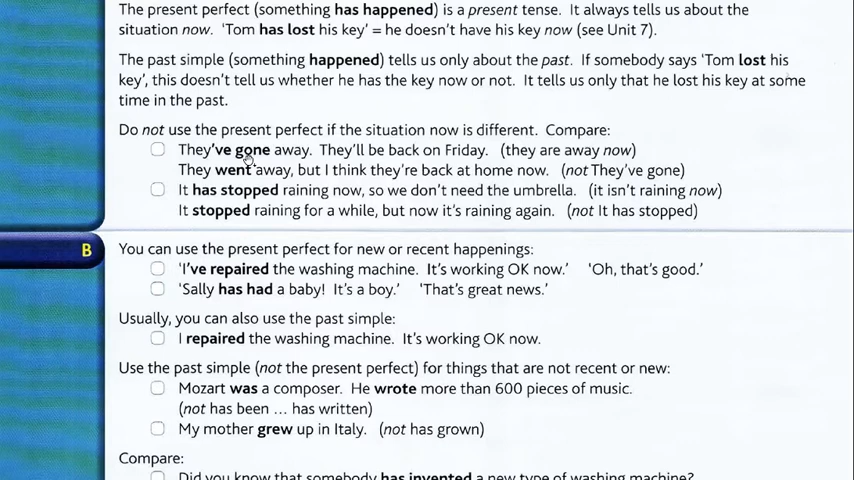 The present perfect (something has happened) is a present tense. It always tells us about the
situation now. 'Tom has lost his key' = he doesn't have his key now (see Unit 7).
The past simple (something happened) tells us only about the past. If somebody says 'Tom lost his
key', this doesn't tell us whether he has the key now or not. It tells us only that he lost his key at some
time in the past.
Do not use the present perfect if the situation now is different. Compare:
They've gone away. They'll be back on Friday. (they are away now)
They went away, but I think they're back at home now. (not They've gone)
It has stopped raining now, so we don't need the umbrella. (it isn't raining now)
It stopped raining for a while, but now it's raining again. (not It has stopped)
B
You can use the present perfect for new or recent happenings:
'I've repaired the washing machine. It's working OK now.' 'Oh, that's good.'
'Sally has had a baby! It's a boy.' 'That's great news.'
Usually, you can also use the past simple:
I repaired the washing machine. It's working OK now.
Use the past simple (not the present perfect) for things that are not recent or new:
Mozart was a composer. He wrote more than 600 pieces of music.
(not has been ... has written)
My mother grew up in Italy. (not has grown)
Compare:
Did you know that somebody has invented a new type of washing machine?